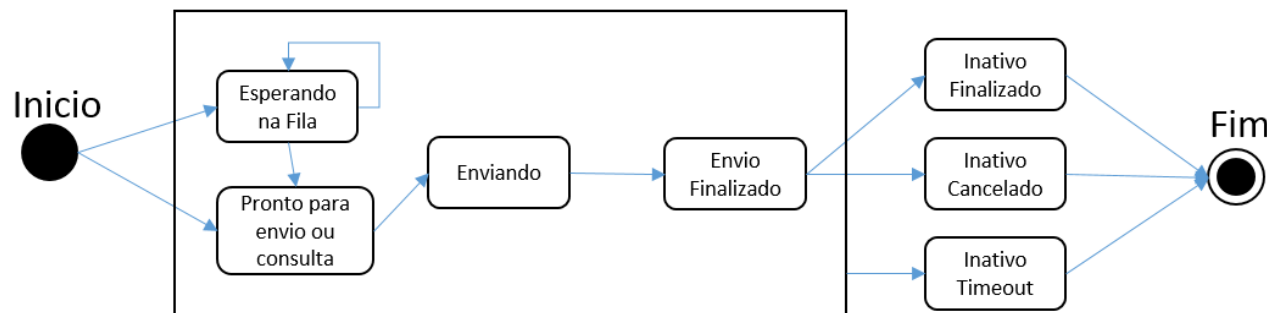 Inicio
Esperando
na Fila
Pronto para
envio ou
consulta
Enviando
Envio
Finalizado
Inativo
Finalizado
Inativo
Cancelado
Inativo
Timeout
Fim